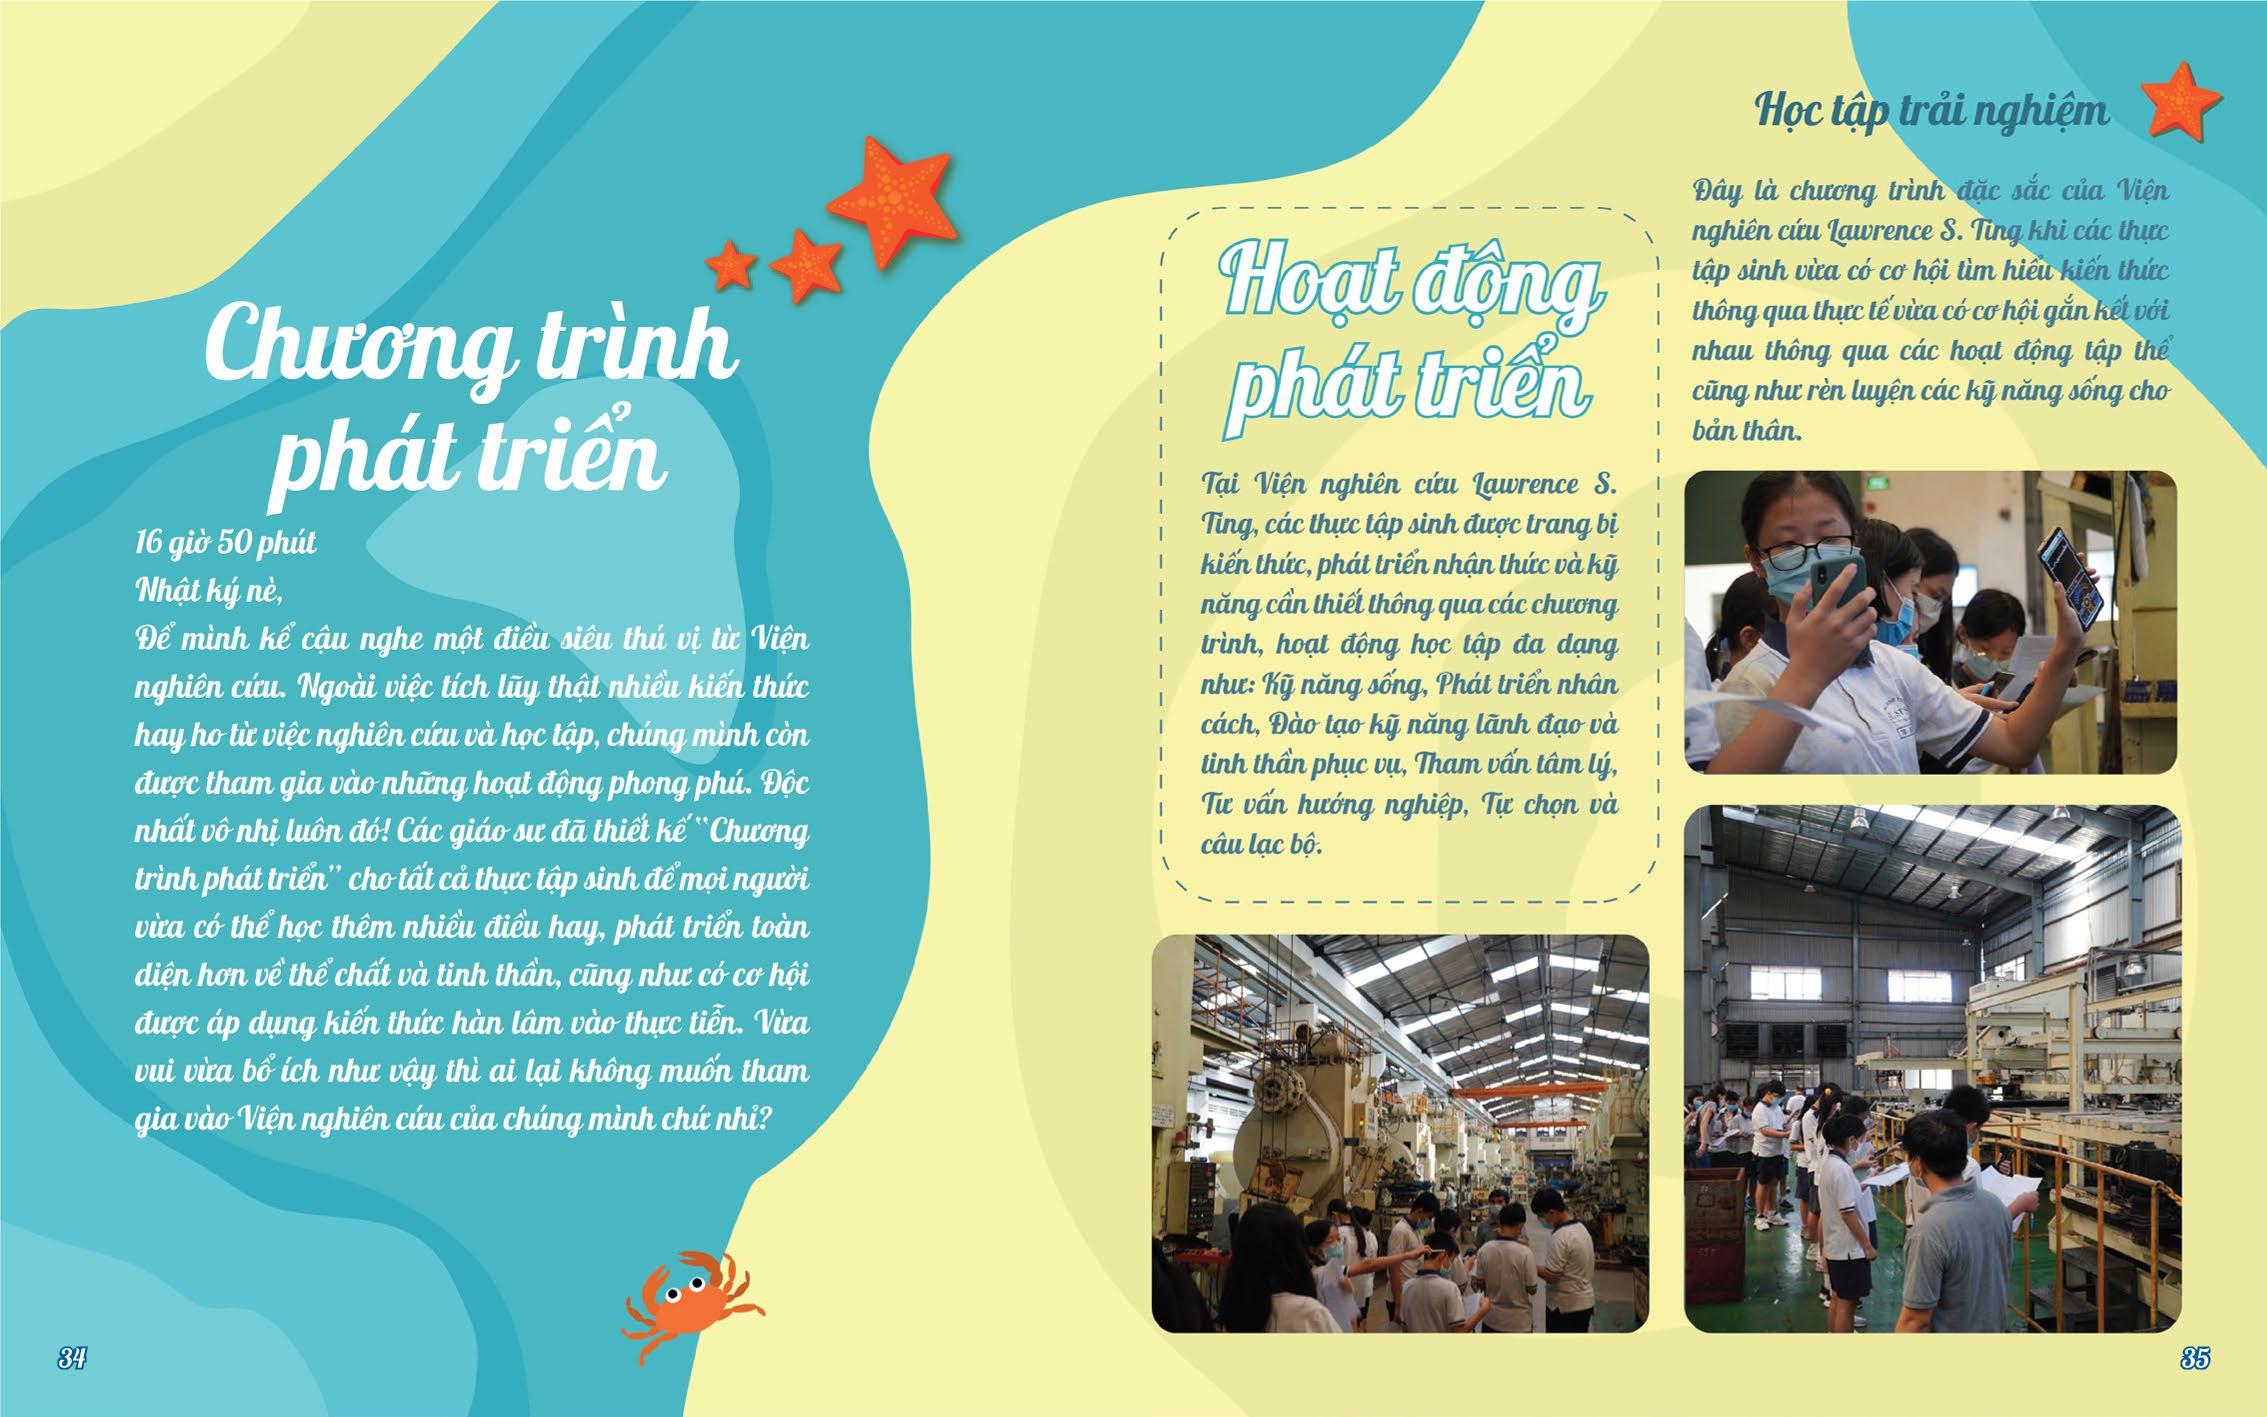 Chương trình
phát triển
16 giờ 50 phút
Nhật ký nè,
Để mình kể cậu nghe một điều siêu thú vị từ Viện
nghiên cứu. Ngoài việc tích lũy thật nhiều kiến thức
hay ho từ việc nghiên cứu và học tập, chúng mình còn
được tham gia vào những hoạt động phong phú. Độc
nhất vô nhị luôn đó! Các giáo sư đã thiết kế “Chương
trình phát triển” cho tất cả thực tập sinh để mọi người
vừa có thể học thêm nhiều điều hay, phát triển toàn
diện hơn về thể chất và tinh thần, cũng như có cơ hội
được áp dụng kiến thức hàn lâm vào thực tiễn. Vừa
vui vừa bổ ích như vậy thì ai lại không muốn tham
gia vào Viện nghiên cứu của chúng mình chứ nhỉ?
34
Hoạt động
phát triển
Tại Viện nghiên cứu Lawrence S.
Ting, các thực tập sinh được trang bị
kiến thức, phát triển nhận thức và kỹ
năng cần thiết thông qua các chương
trình, hoạt động học tập đa dạng
như: Kỹ năng sống, Phát triển nhân
cách, Đào tạo kỹ năng lãnh đạo và
tinh thần phục vụ, Tham vấn tâm lý,
Tư vấn hướng nghiệp, Tự chọn và
câu lạc bộ.
Học tập trải nghiệm
Đây là chương trình đặc sắc của Viện
nghiên cứu Lawrence S. Ting khi các thực
tập sinh vừa có cơ hội tìm hiểu kiến thức
thông qua thực tế vừa có cơ hội gắn kết với
nhau thông qua các hoạt động tập thể
cũng như rèn luyện các kỹ năng sống cho
bản thân.
35